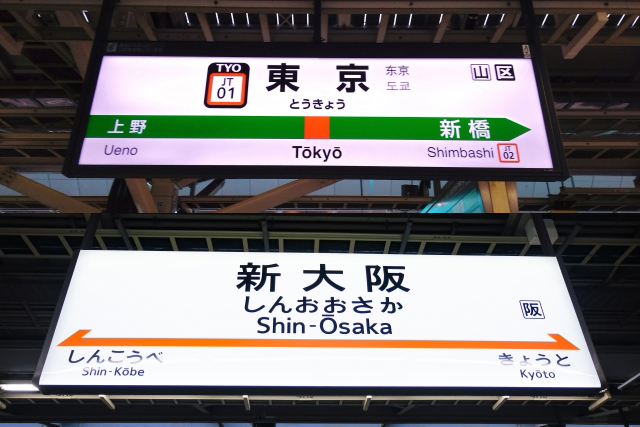 TYO
JT
01
東京
东京
도쿄
山区
とうきょう
上野
新橋
Ueno
Tōkyō
Shimbashi
JT
02
新大阪
しんおおさか
Shin-Ōsaka
阪
しんこうべ
きょうと
Shin-Kōbe
Kyōto